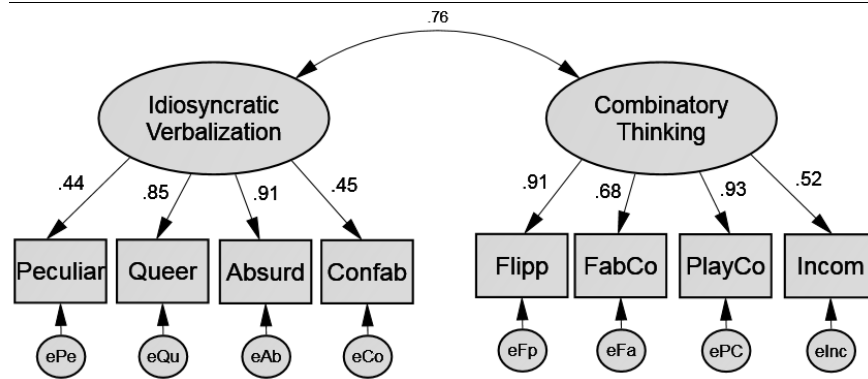 .76
Idiosyncratic
Verbalization
Combinatory
Thinking
.44
.85
.91
.45
.91
.68
.93
.52
Peculiar
Queer
Absurd
Confab
Flipp
FabCo
PlayCo
Incom
ePe
eQu
eAb
eCo
eFp
eFa
ePC
eInc